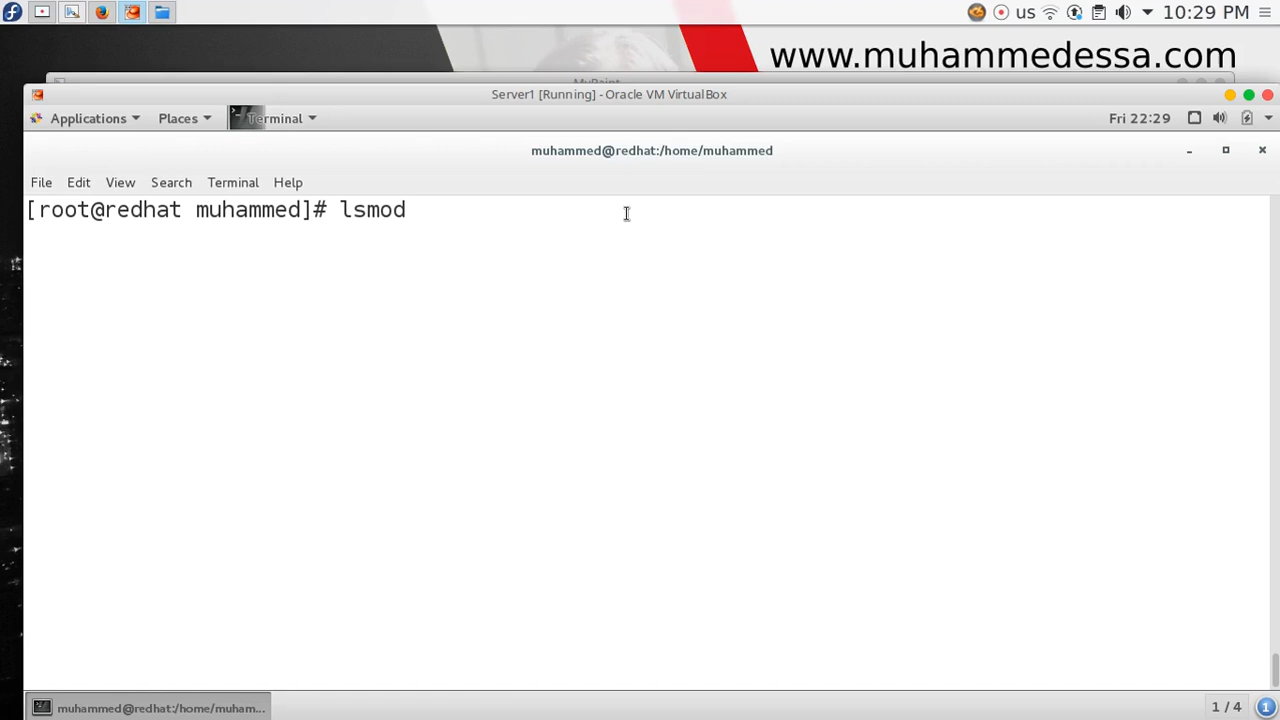 us 10:29 PM
www.muhammedessa.com
MyPaint
Server1 [Running] - Oracle VM VirtualBox
Applications Places Terminal Fri 22:29
muhammed@redhat:/home/muhammed
File Edit View Search Terminal Help
[root@redhat muhammed]# lsmod
muhammed@redhat:/home/muham... 1 / 4 1